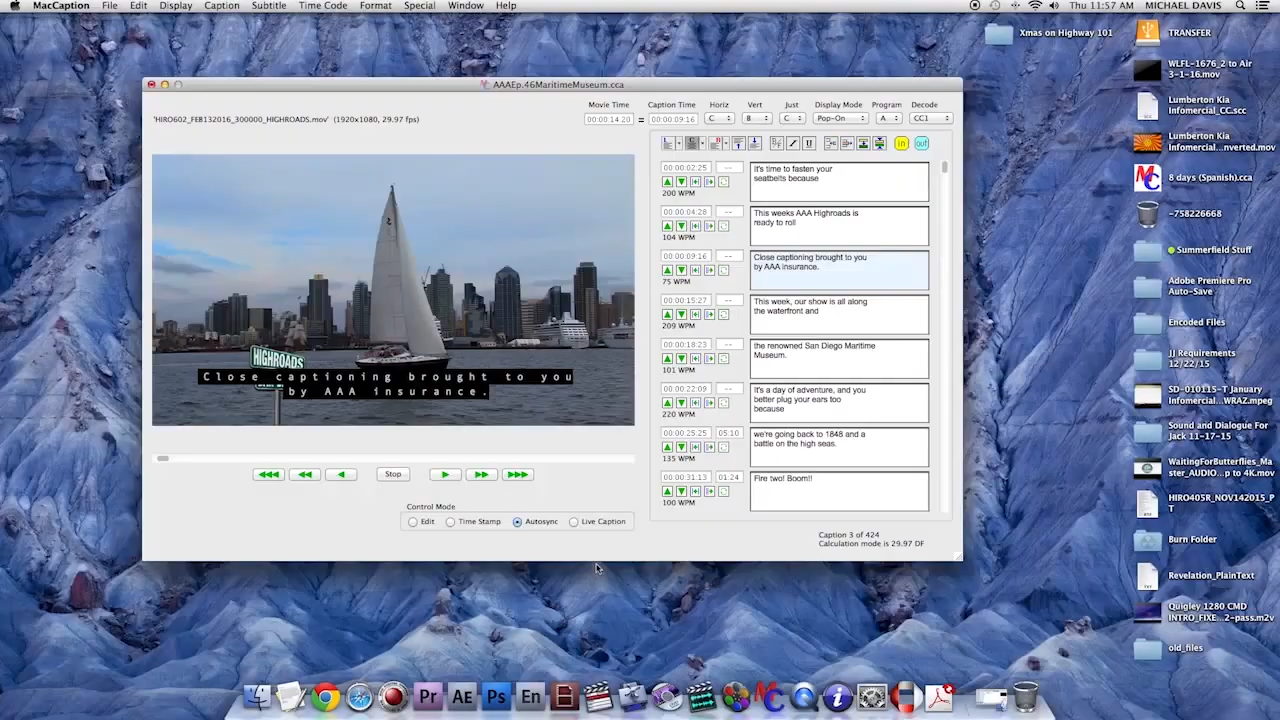 MacCaption File Edit Display Caption Subtitle Time Code Format Special Window Help
Thu 11:57 AM MICHAEL DAVIS
Xmas on Highway 101
TRANSFER
WLFL-1676_2 to Air
3-1-16.mov
Lumberton Kia
Infomercial_CC.scc
Lumberton Kia
Infomercial...nverted.mov
8 days (Spanish).cca
~758226668
Summerfield Stuff
Adobe Premiere Pro
Auto-Save
Encoded Files
JJ Requirements
12/22/15
SD-010115-T January
Infomercial...WRAZ.mpeg
Sound and Dialogue For
Jack 11-17-15
WaitingForButterflies_Ma
ster_AUDIO...p to 4K.mov
HIRO405R_NOV142015_P
T
Burn Folder
Revelation_PlainText
Quigley 1280 CMD
INTRO_FIXE...2-pass.m2v
old_files
AAAEp.46MaritimeMuseum.cca
'HIRO602_FEB132016_300000_HIGHROADS.mov' (1920x1080, 29.97 fps)
Movie Time Caption Time Horiz Vert Just Display Mode Program Decode
00:00:14:20 = 00:00:09:16 C B C Pop-On A CC1
B I U in out
00:00:02:25 --
It's time to fasten your
seatbelts because
200 WPM
00:00:04:28 --
This weeks AAA Highroads is
ready to roll
104 WPM
00:00:09:16 --
Close captioning brought to you
by AAA insurance.
75 WPM
00:00:15:27 --
This week, our show is all along
the waterfront and
209 WPM
00:00:18:23 --
the renowned San Diego Maritime
Museum.
101 WPM
00:00:22:09 --
It's a day of adventure, and you
better plug your ears too
because
220 WPM
00:00:25:25 05:10
we're going back to 1848 and a
battle on the high seas.
135 WPM
00:00:31:13 01:24
Fire two! Boom!!
100 WPM
HIGHROADS
Close captioning brought to you
by AAA insurance.
Stop
Control Mode
Edit Time Stamp Autosync Live Caption
Caption 3 of 424
Calculation mode is 29.97 DF
Pr AE Ps En MC